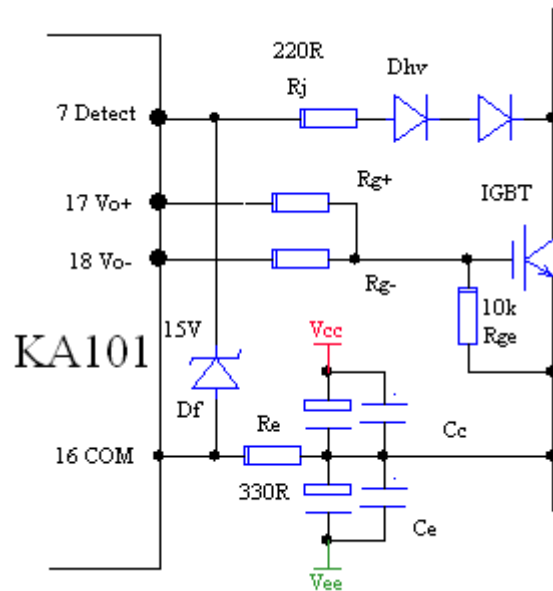 220R
Rj
Dhv
7 Detect
17 Vo+
Rg+
IGBT
18 Vo-
Rg-
10k
Rge
15V
Vcc
KA101
Df
Re
Cc
16 COM
330R
Ce
Vee